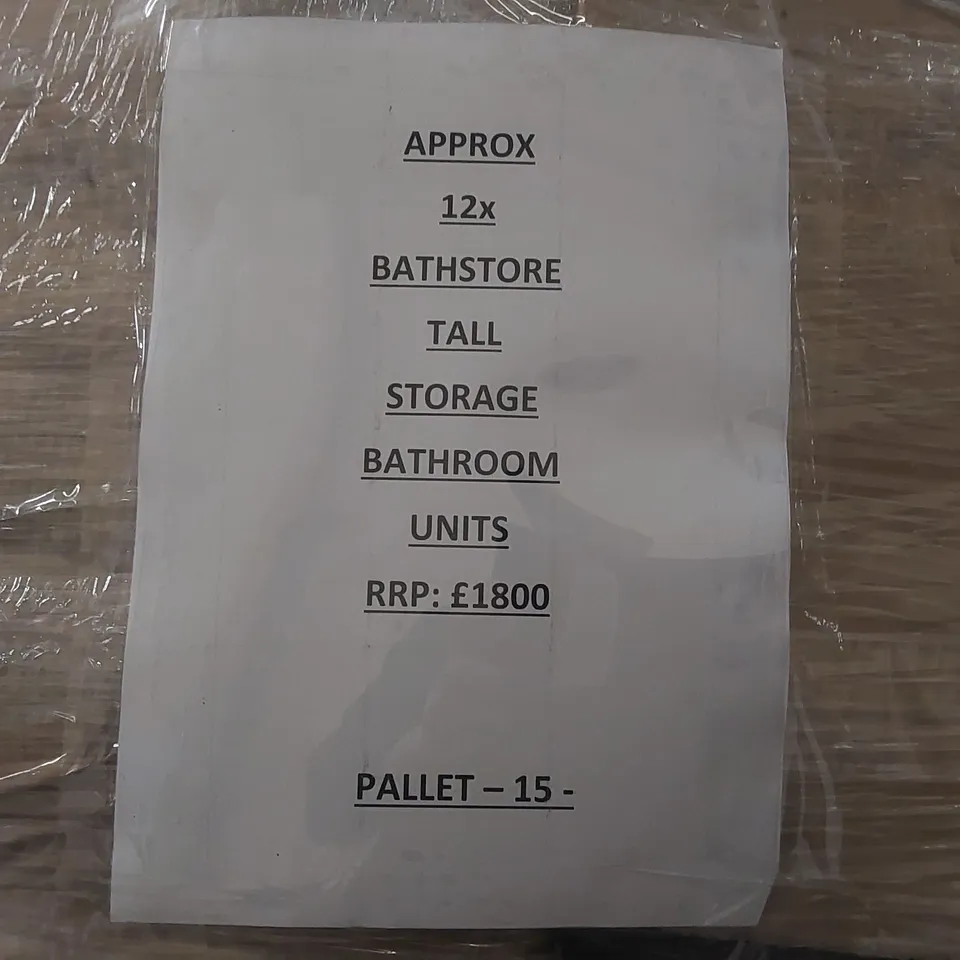 APPROX
12x
BATHSTORE
TALL
STORAGE
BATHROOM
UNITS
RRP: £1800
PALLET – 15 -